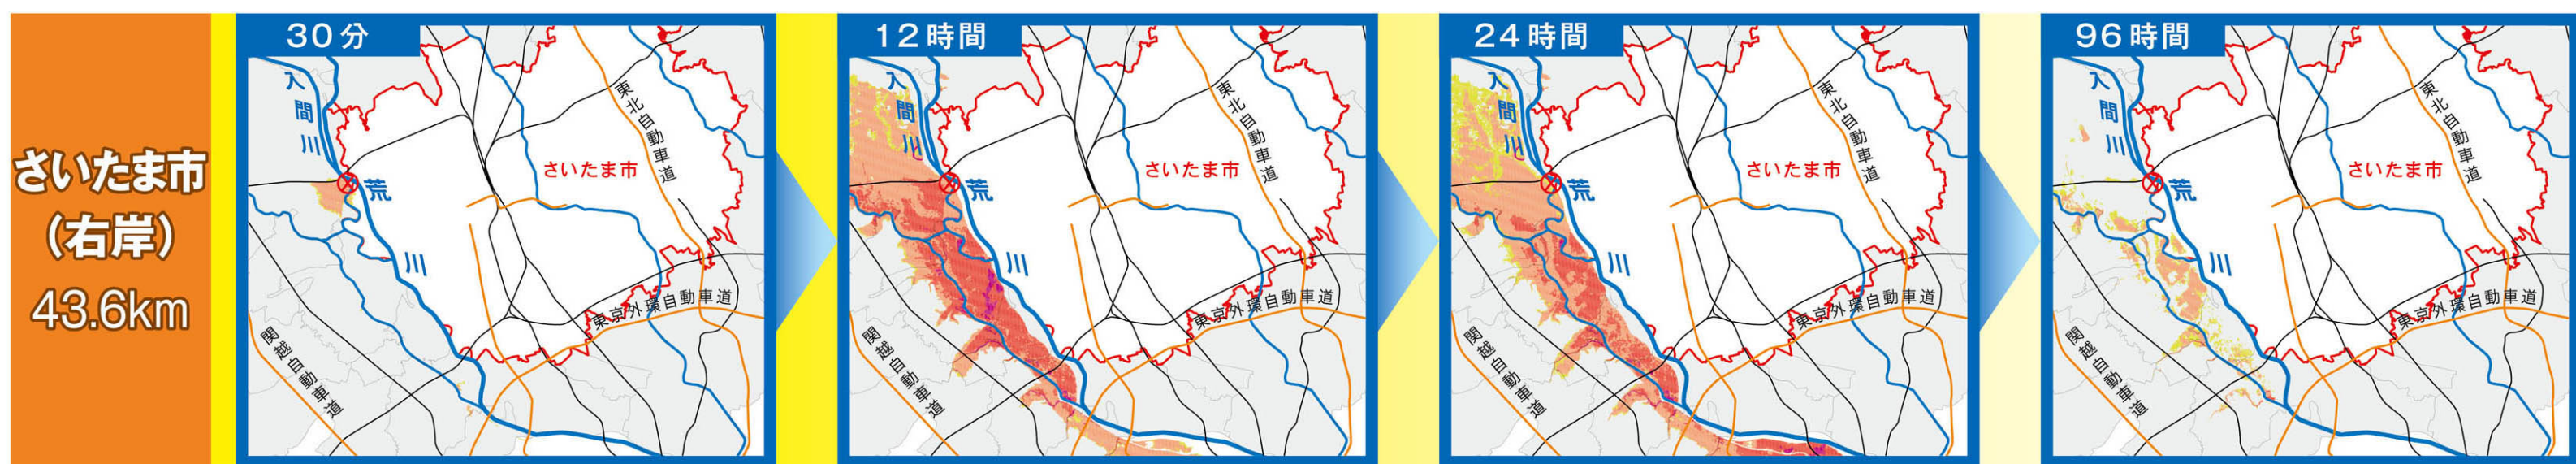 さいたま市
（右岸）
43.6km
30分
入間川
荒川
さいたま市
東北自動車道
東京外環自動車道
関越自動車道
12時間
入間川
荒川
さいたま市
東北自動車道
東京外環自動車道
関越自動車道
24時間
入間川
荒川
さいたま市
東北自動車道
東京外環自動車道
関越自動車道
96時間
入間川
荒川
さいたま市
東北自動車道
東京外環自動車道
関越自動車道